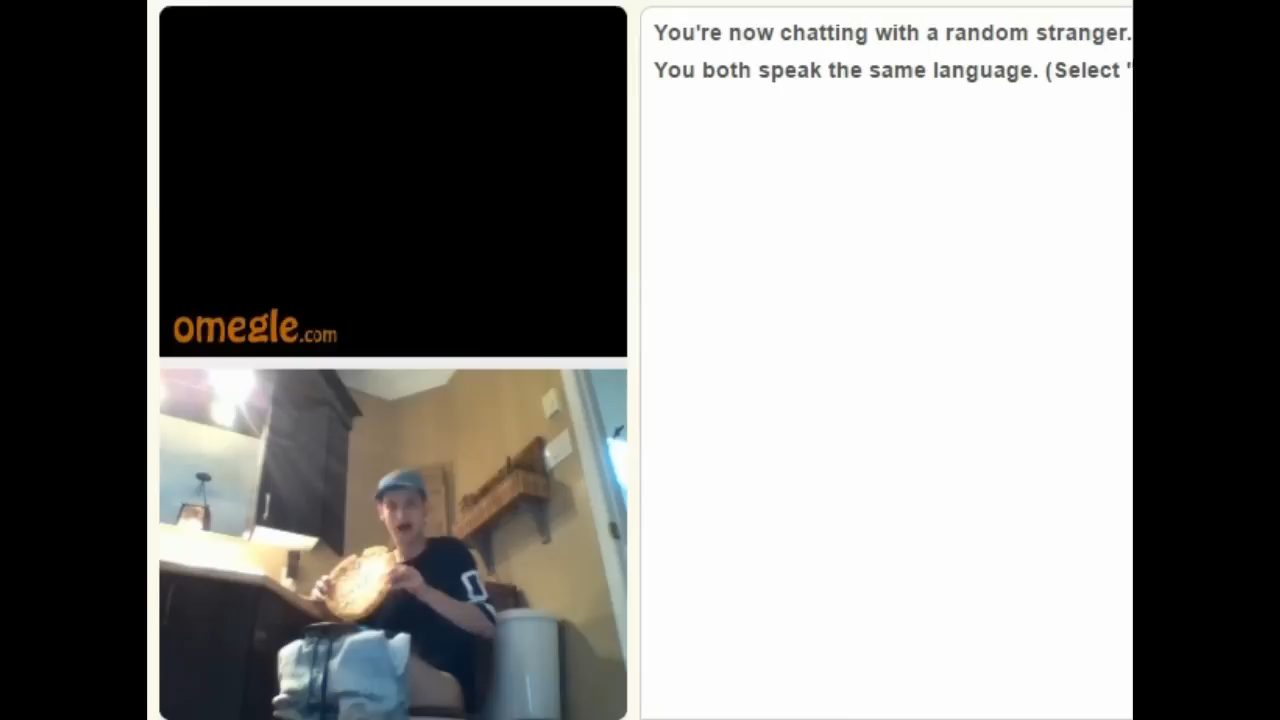 You're now chatting with a random stranger.
You both speak the same language. (Select "
omegle.com